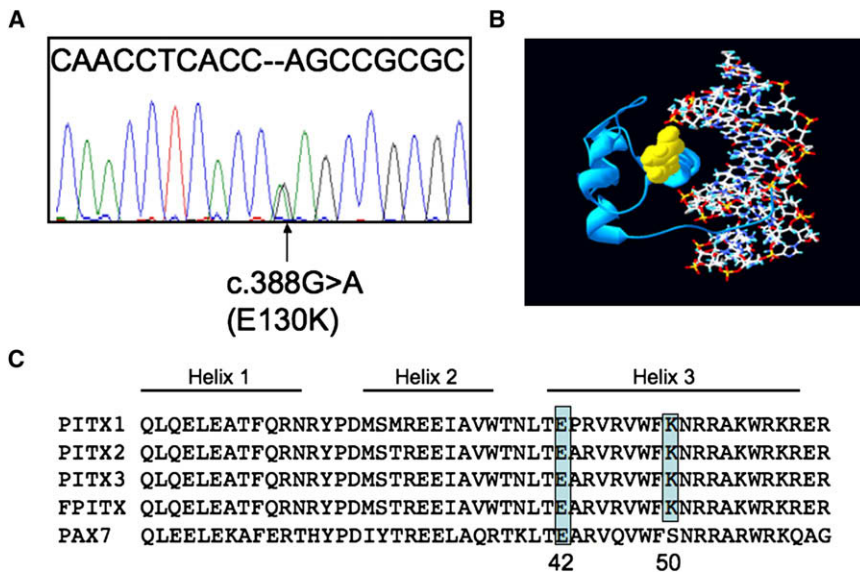 A
CAACCTCACC--AGCCGCGC
c.388G>A
(E130K)
B
C
Helix 1 Helix 2 Helix 3
PITX1 QLQELEATFQRNRYPDMSMREEIAVWTNLTEPRVRVWFKNRRAKWRKRER
PITX2 QLQELEATFQRNRYPDMSTREEIAVWTNLTEARVRVWFKNRRAKWRKRER
PITX3 QLQELEATFQRNRYPDMSTREEIAVWTNLTEARVRVWFKNRRAKWRKRER
FPITX QLQELEATFQRNRYPDMSTREEIAVWTNLTEARVRVWFKNRRAKWRKRER
PAX7 QLEELEKAFERTHYPDIYTREELAQRTKLTEARVQVWFSNRRARWRKQAG
42 50